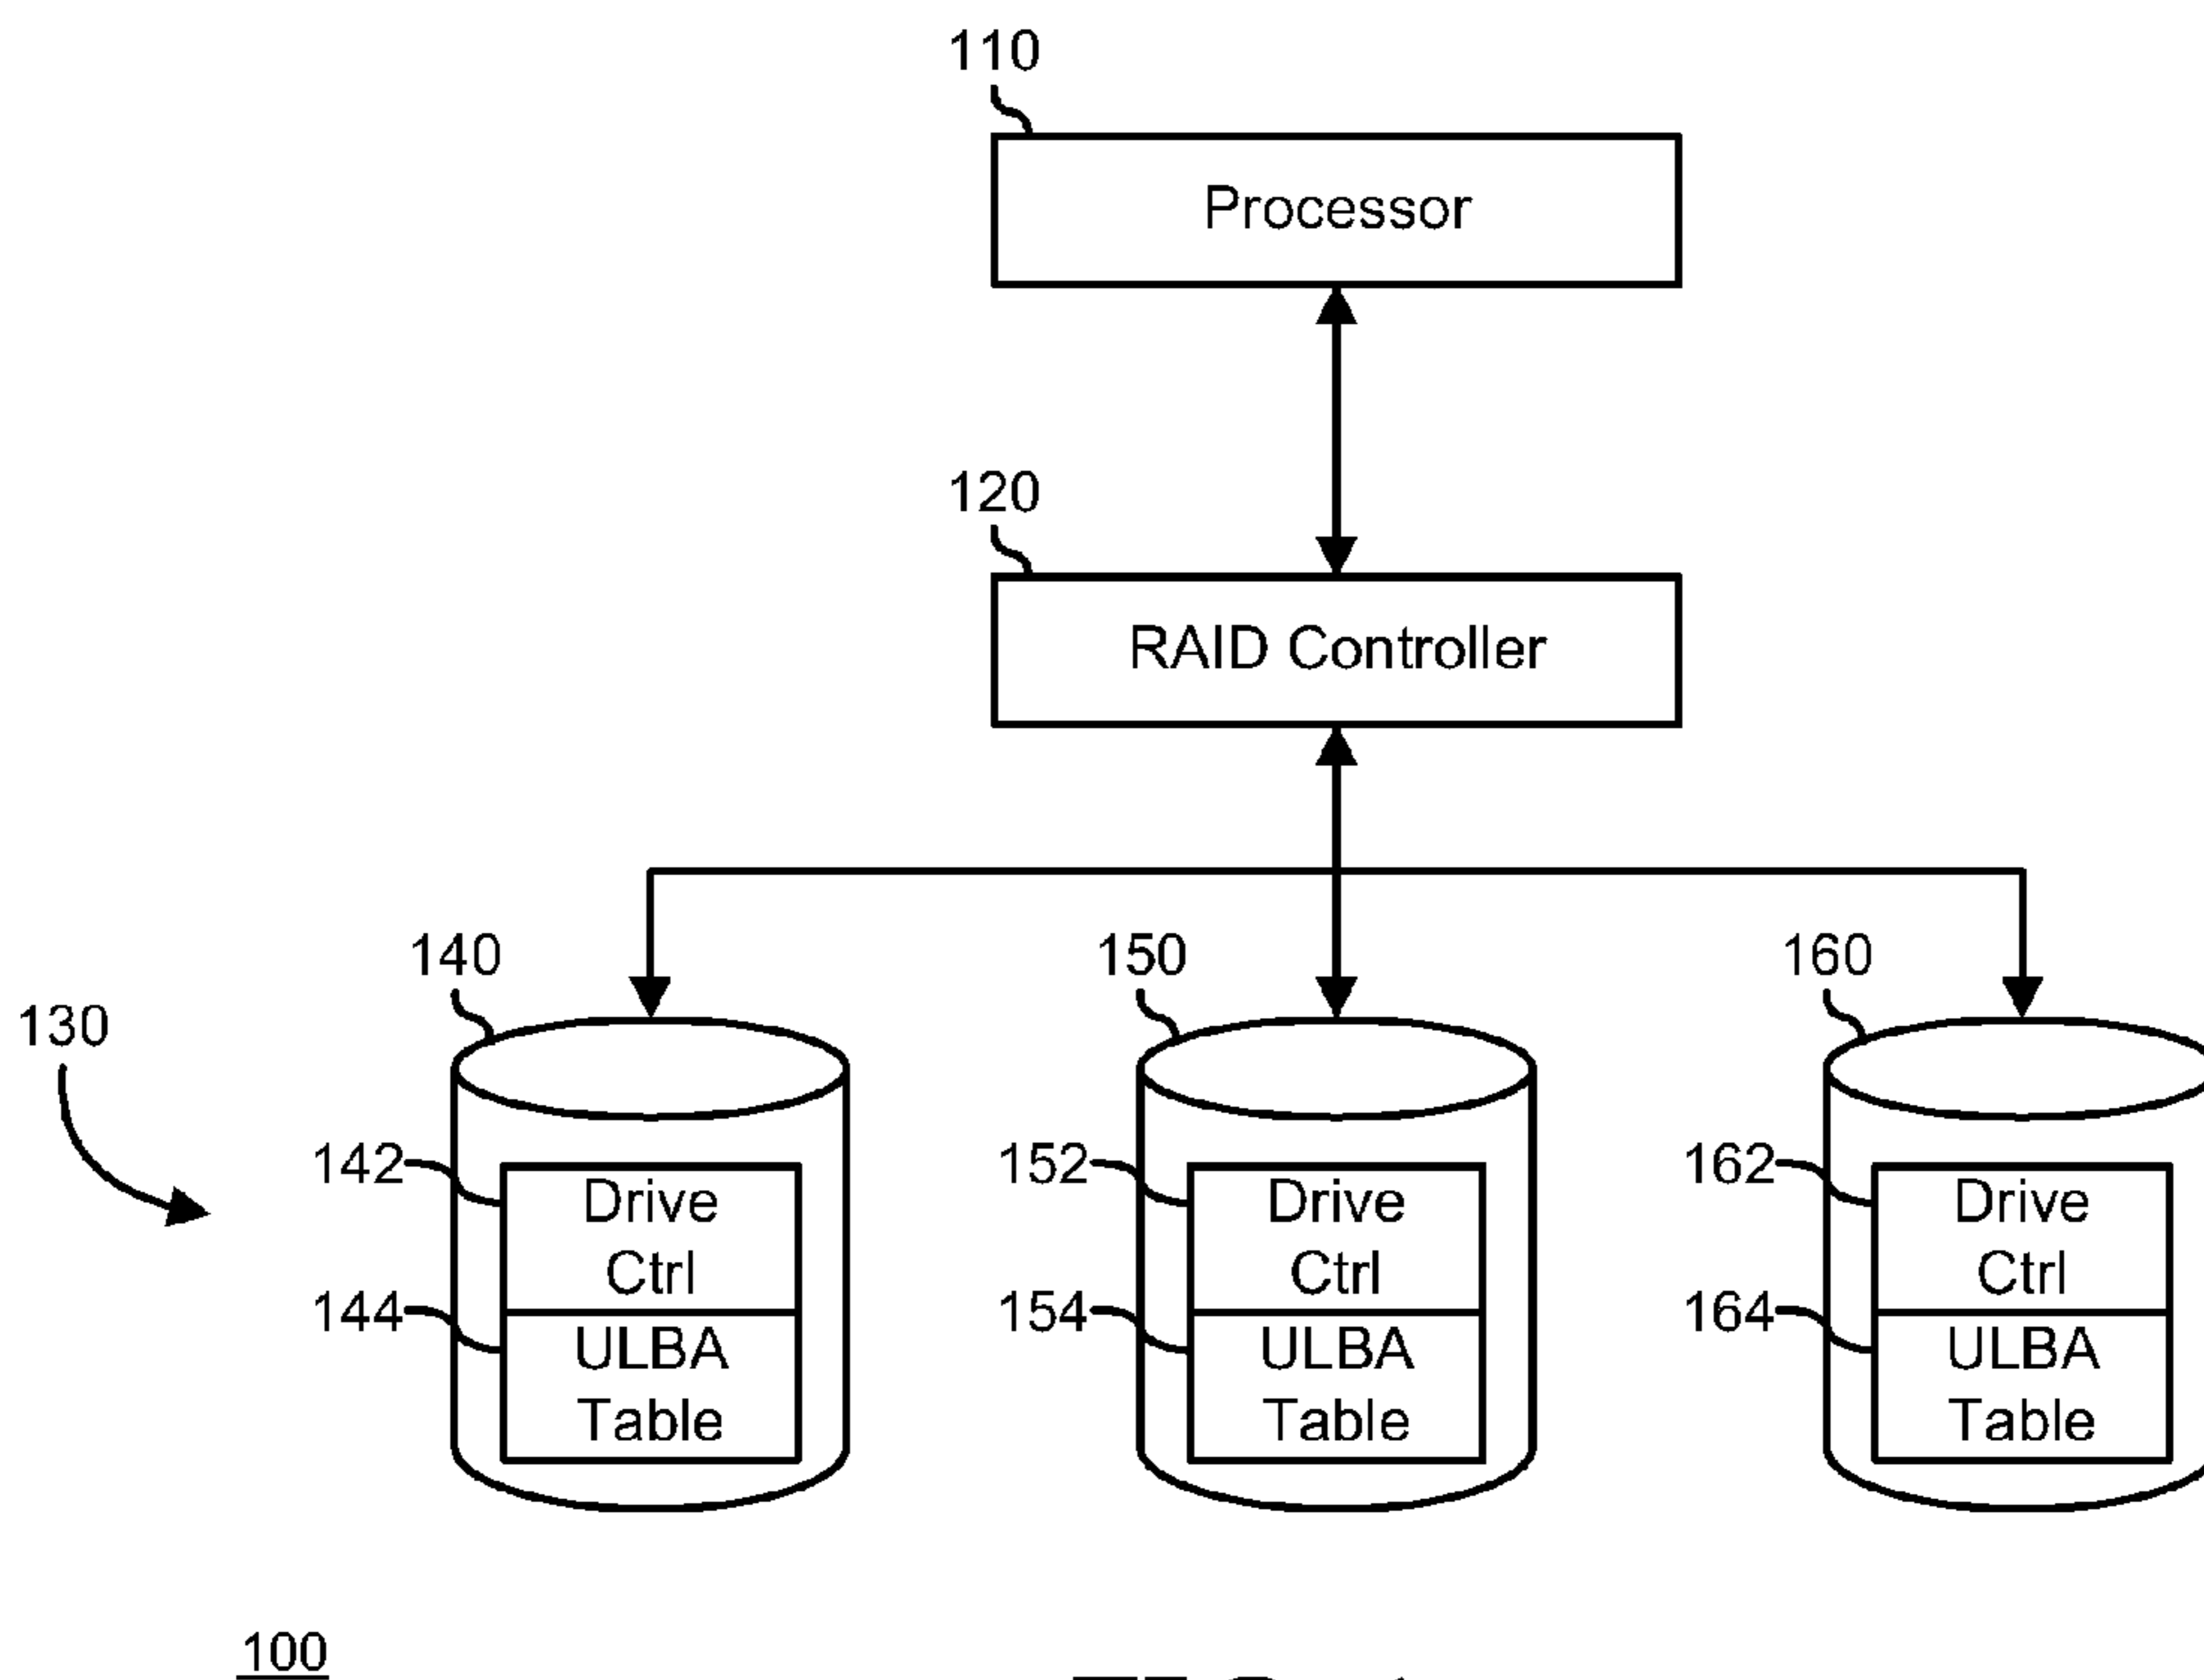 110
Processor
120
RAID Controller
140
150
160
130
142
Drive
Ctrl
144
ULBA
Table
152
Drive
Ctrl
154
ULBA
Table
162
Drive
Ctrl
164
ULBA
Table
100